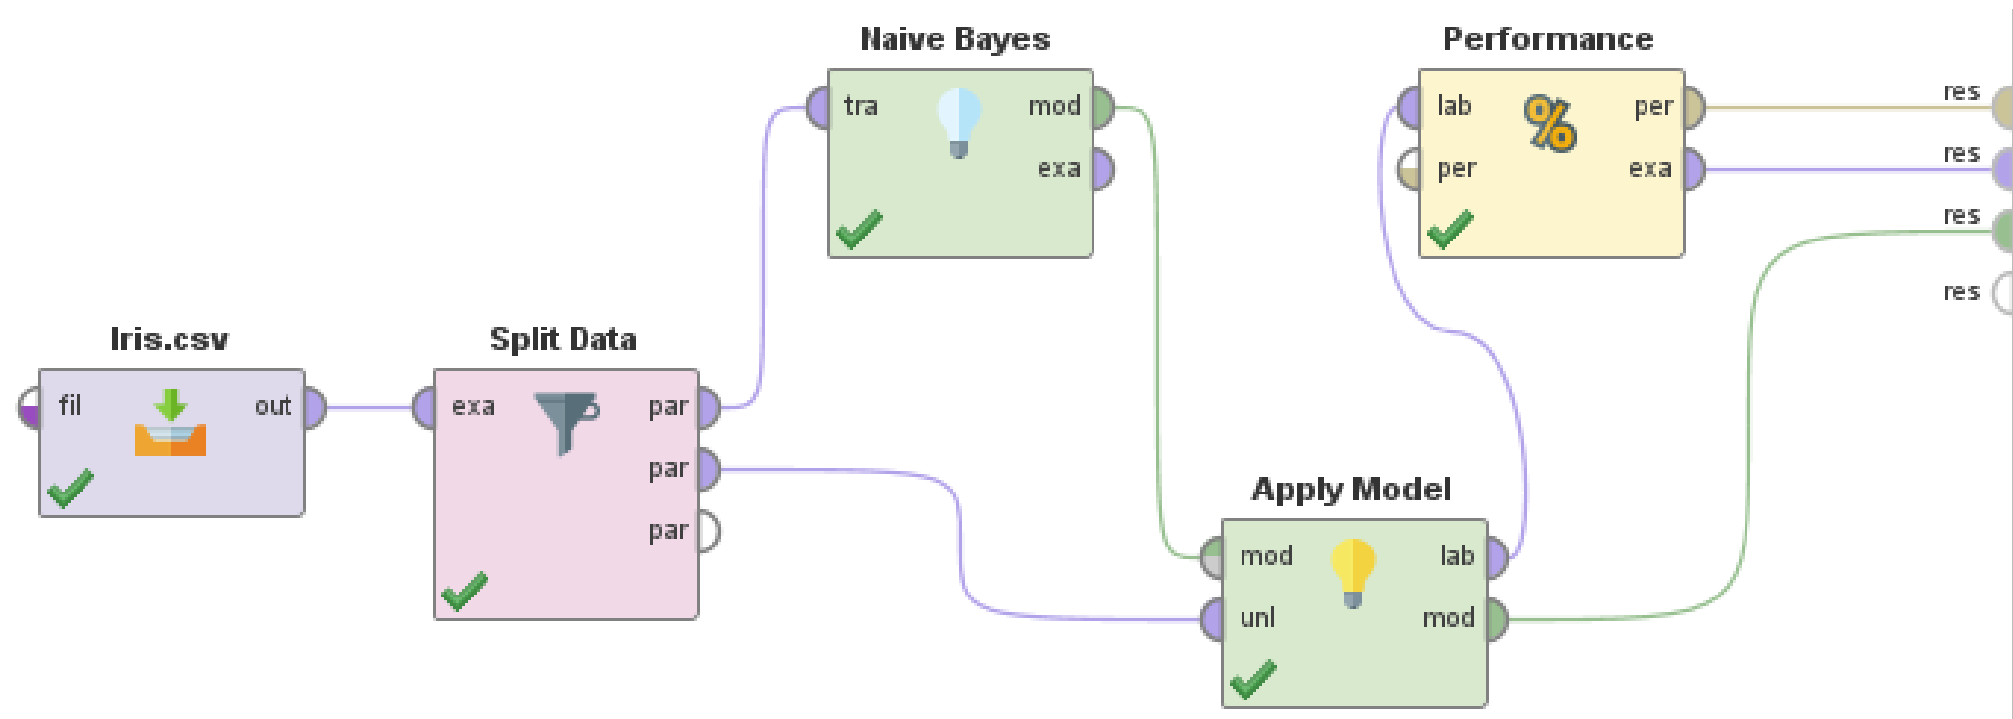 Naive Bayes
tra
mod
exa
Performance
lab
per
per
exa
res
res
res
res
Iris.csv
fil
out
Split Data
exa
par
par
par
Apply Model
mod
lab
unl
mod